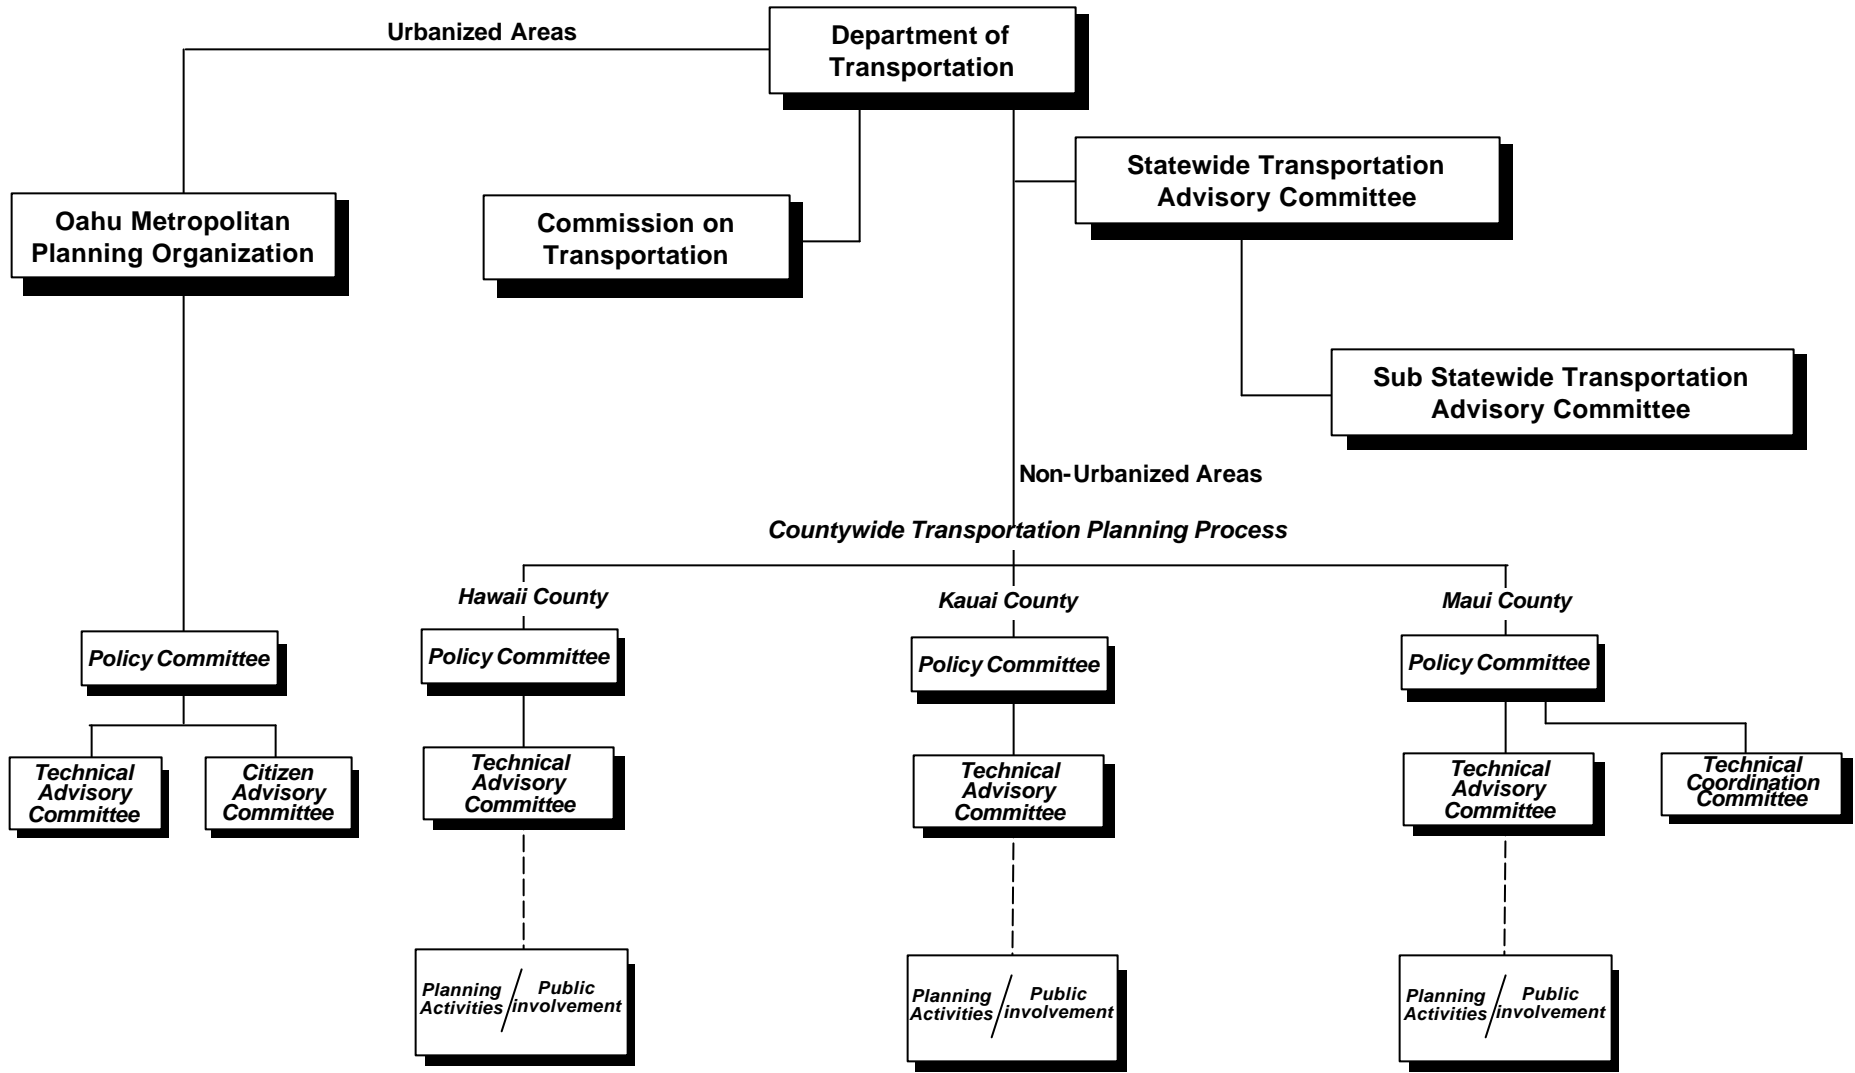 Urbanized Areas
Department of
Transportation
Statewide Transportation
Advisory Committee
Oahu Metropolitan
Planning Organization
Commission on
Transportation
Sub Statewide Transportation
Advisory Committee
Non-Urbanized Areas
Countywide Transportation Planning Process
Hawaii County
Kauai County
Maui County
Policy Committee
Policy Committee
Policy Committee
Policy Committee
Technical
Advisory
Committee
Citizen
Advisory
Committee
Technical
Advisory
Committee
Technical
Advisory
Committee
Technical
Advisory
Committee
Technical
Coordination
Committee
Planning
Activities
/
Public
involvement
Planning
Activities
/
Public
involvement
Planning
Activities
/
Public
involvement